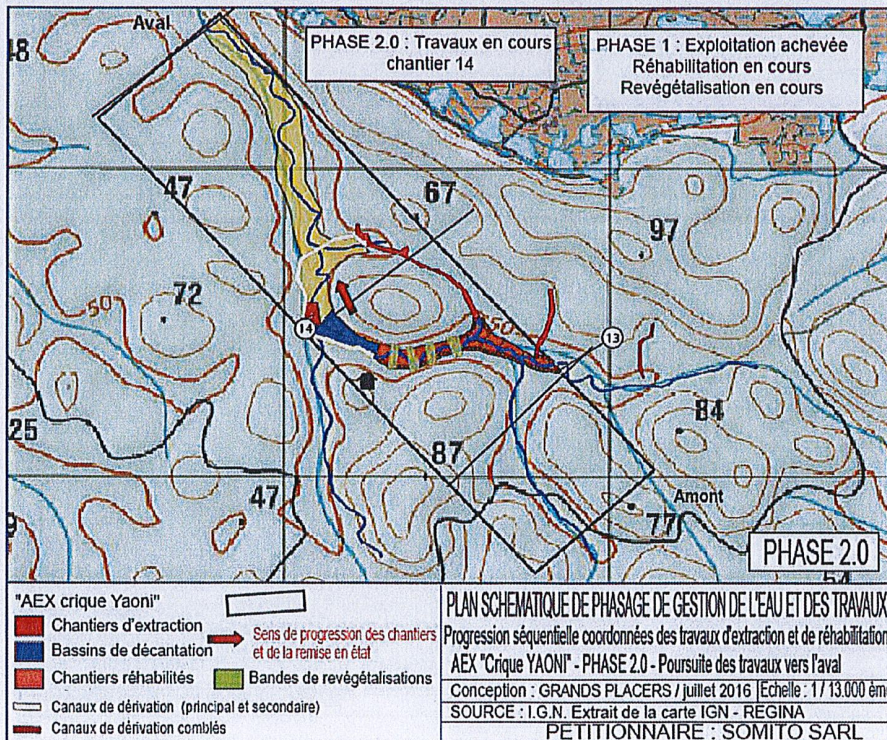 Aval
PHASE 2.0 : Travaux en cours
chantier 14
PHASE 1 : Exploitation achevée
Réhabilitation en cours
Revégétalisation en cours
48
47
67
97
72
50
50
14
13
25
87
84
47
Amont
77
PHASE 2.0
"AEX crique Yaoni"
Chantiers d'extraction
Bassins de décantation
Sens de progression des chantiers
et de la remise en état
Chantiers réhabilités
Bandes de revégétalisations
Canaux de dérivation (principal et secondaire)
Canaux de dérivation comblés
PLAN SCHEMATIQUE DE PHASAGE DE GESTION DE L'EAU ET DES TRAVAUX
Progression séquentielle coordonnées des travaux d'extraction et de réhabilitation
AEX "Crique YAONI" - PHASE 2.0 - Poursuite des travaux vers l'aval
Conception : GRANDS PLACERS / juillet 2016
Echelle : 1 / 13.000 èm
SOURCE : I.G.N. Extrait de la carte IGN - REGINA
PETITIONNAIRE : SOMITO SARL